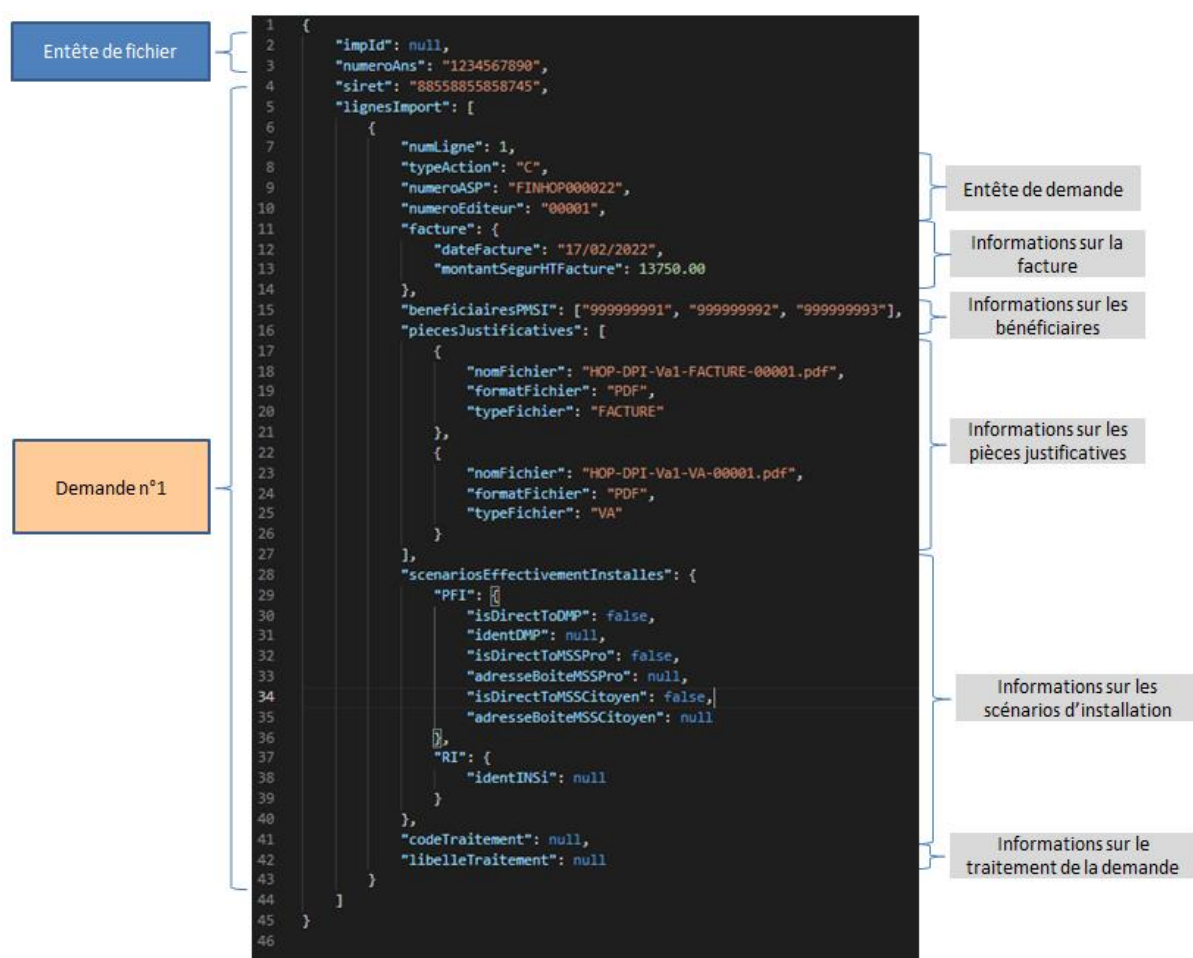 Entête de fichier
Demande n°1
1 {
2 "impId": null,
3 "numeroAns": "1234567890",
4 "siret": "88558855858745",
5 "lignesImport": [
6 {
7 "numLigne": 1,
8 "typeAction": "C",
9 "numeroASP": "FINHOP000022",
10 "numeroEditeur": "00001",
11 "facture": {
12 "dateFacture": "17/02/2022",
13 "montantSegurHTFacture": 13750.00
14 },
15 "beneficiairesPMSI": ["999999991", "999999992", "999999993"],
16 "piecesJustificatives": [
17 {
18 "nomFichier": "HOP-DPI-Va1-FACTURE-00001.pdf",
19 "formatFichier": "PDF",
20 "typeFichier": "FACTURE"
21 },
22 {
23 "nomFichier": "HOP-DPI-Va1-VA-00001.pdf",
24 "formatFichier": "PDF",
25 "typeFichier": "VA"
26 }
27 ],
28 "scenariosEffectivementInstalles": {
29 "PFI": {
30 "isDirectToDMP": false,
31 "identDMP": null,
32 "isDirectToMSSPro": false,
33 "adresseBoiteMSSPro": null,
34 "isDirectToMSSCitoyen": false,
35 "adresseBoiteMSSCitoyen": null
36 },
37 "RI": {
38 "identINSi": null
39 }
40 },
41 "codeTraitement": null,
42 "libelleTraitement": null
43 }
44 ]
45 }
46
Entête de demande
Informations sur la
facture
Informations sur les
bénéficiaires
Informations sur les
pièces justificatives
Informations sur les
scénarios d'installation
Informations sur le
traitement de la demande